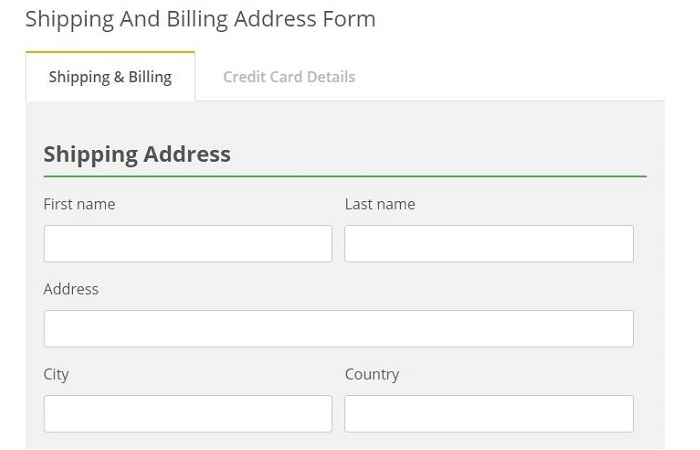 Shipping And Billing Address Form
Shipping & Billing Credit Card Details
Shipping Address
First name Last name
Address
City Country